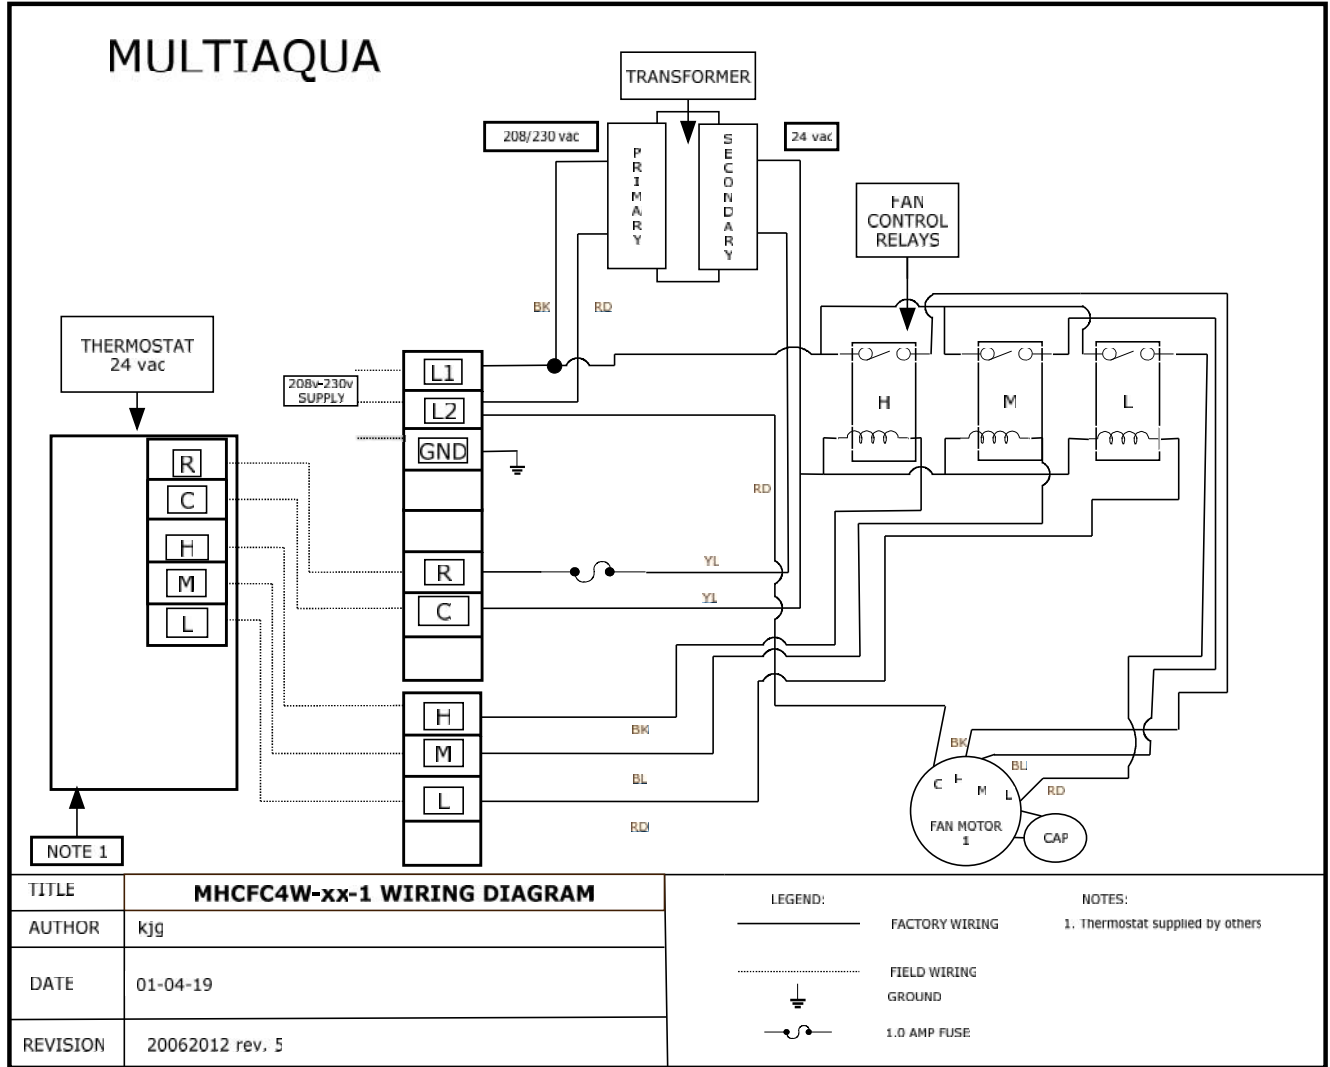 MULTIAQUA
TRANSFORMER
208/230 vac
24 vac
PRIMARY
SECONDARY
FAN
CONTROL
RELAYS
BK
RD
THERMOSTAT
24 vac
208v-230v
SUPPLY
L1
L2
GND
H
M
L
R
C
H
M
L
RD
R
C
YL
YL
H
M
L
BK
BL
RD
BK
BL
RD
C
H
M
L
FAN MOTOR
1
CAP
NOTE 1
TITLE
MHCFC4W-xx-1 WIRING DIAGRAM
AUTHOR
kjg
DATE
01-04-19
REVISION
20062012 rev. 5
LEGEND:
FACTORY WIRING
FIELD WIRING
GROUND
1.0 AMP FUSE
NOTES:
1. Thermostat supplied by others